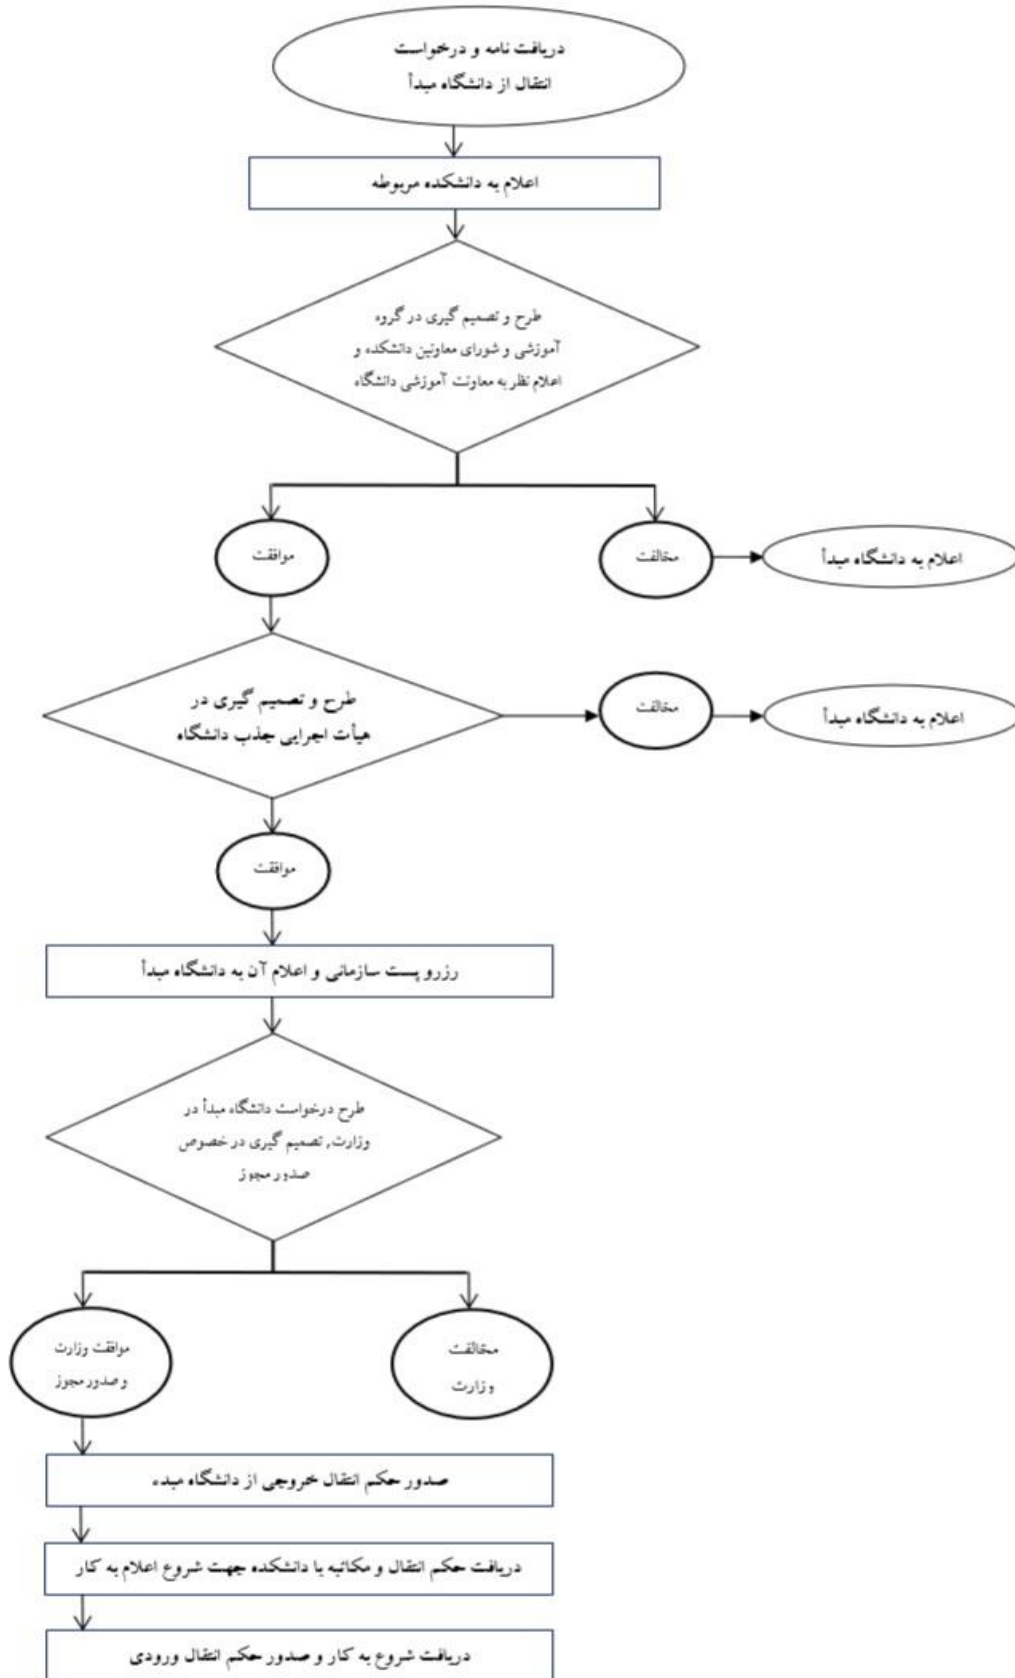 دریافت نامه و درخواست
انتقال از دانشگاه مبدأ
اعلام به دانشکده مربوطه
طرح و تصمیم گیری در گروه
آموزشی و شورای معاونین دانشکده و
اعلام نظر به معاونت آموزشی دانشگاه
موافقت
مخالفت
اعلام به دانشگاه مبدأ
طرح و تصمیم گیری در
هیأت اجرایی جذب دانشگاه
مخالفت
اعلام به دانشگاه مبدأ
موافقت
رزرو پست سازمانی و اعلام آن به دانشگاه مبدأ
طرح درخواست دانشگاه مبدأ در
وزارت, تصمیم گیری در خصوص
صدور مجوز
موافقت وزارت
و صدور مجوز
مخالفت
وزارت
صدور حکم انتقال خروجی از دانشگاه مبدء
دریافت حکم انتقال و مکاتبه با دانشکده جهت شروع اعلام به کار
دریافت شروع به کار و صدور حکم انتقال ورودی